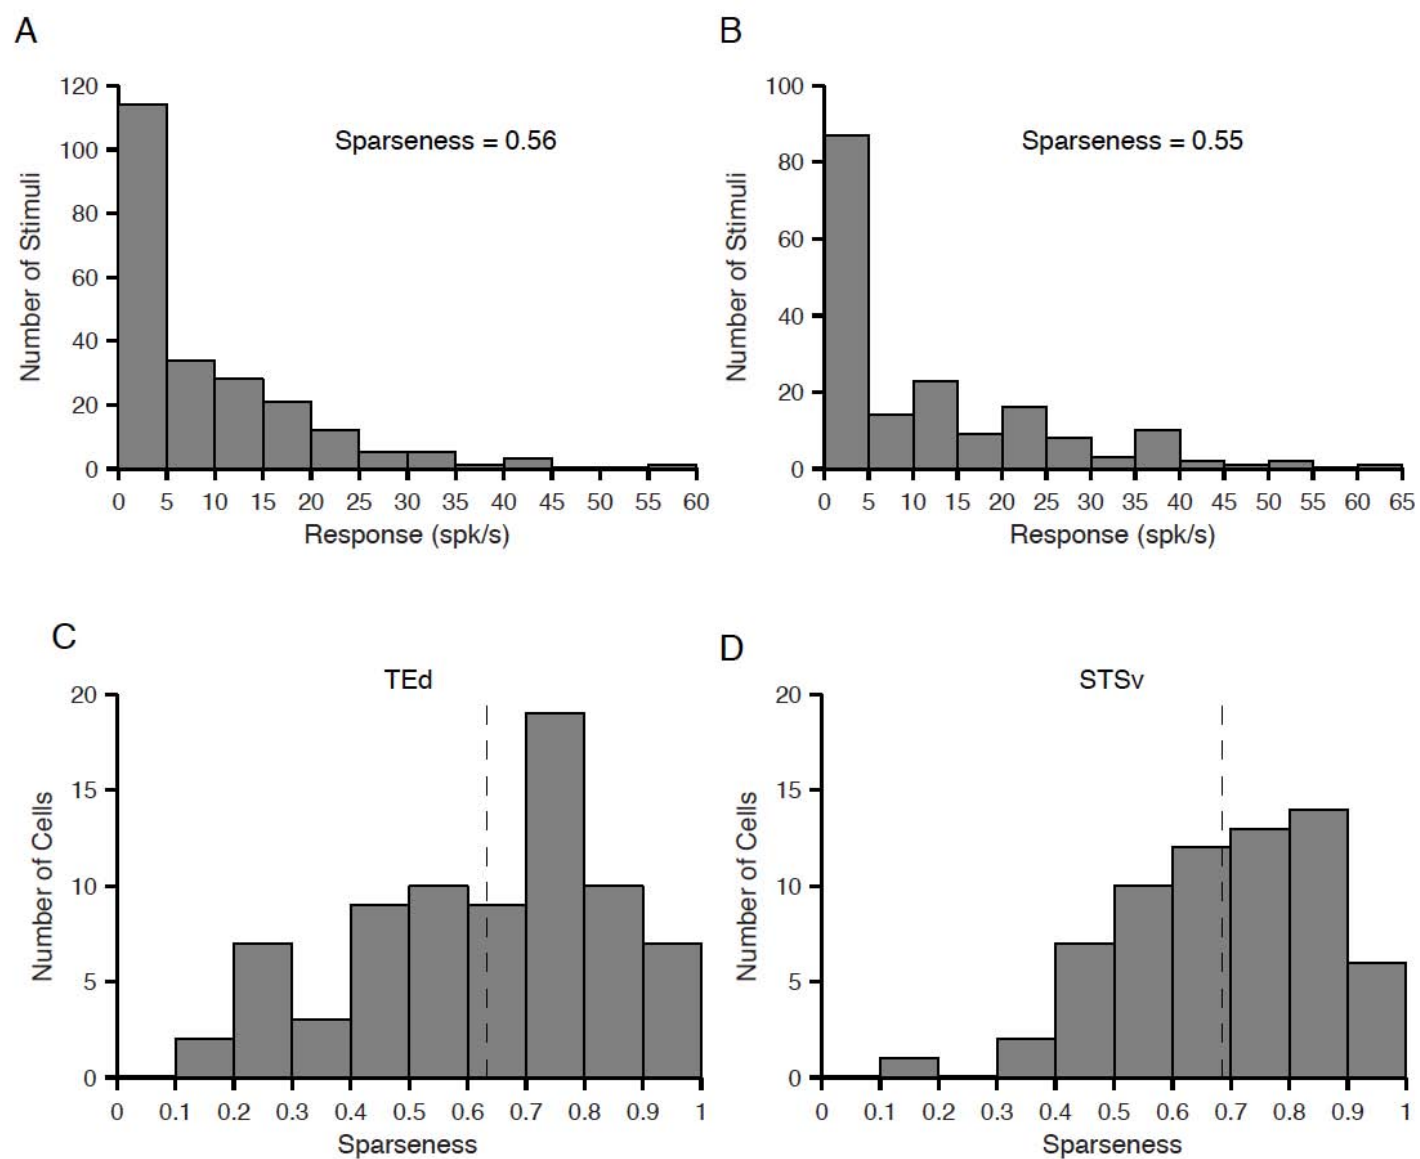 A
Sparseness = 0.56
Number of Stimuli
120
100
80
60
40
20
0
0 5 10 15 20 25 30 35 40 45 50 55 60
Response (spk/s)
B
Sparseness = 0.55
Number of Stimuli
100
80
60
40
20
0
0 5 10 15 20 25 30 35 40 45 50 55 60 65
Response (spk/s)
C
TEd
Number of Cells
20
15
10
5
0
0 0.1 0.2 0.3 0.4 0.5 0.6 0.7 0.8 0.9 1
Sparseness
D
STSv
Number of Cells
20
15
10
5
0
0 0.1 0.2 0.3 0.4 0.5 0.6 0.7 0.8 0.9 1
Sparseness